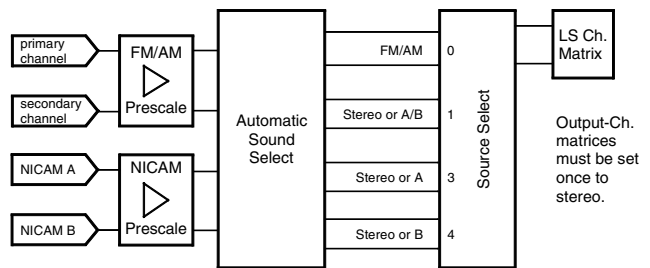 primary
channel
secondary
channel
NICAM A
NICAM B
FM/AM
Prescale
NICAM
Prescale
Automatic
Sound
Select
FM/AM
Stereo or A/B
Stereo or A
Stereo or B
0
1
3
4
Source Select
LS Ch.
Matrix
Output-Ch.
matrices
must be set
once to
stereo.